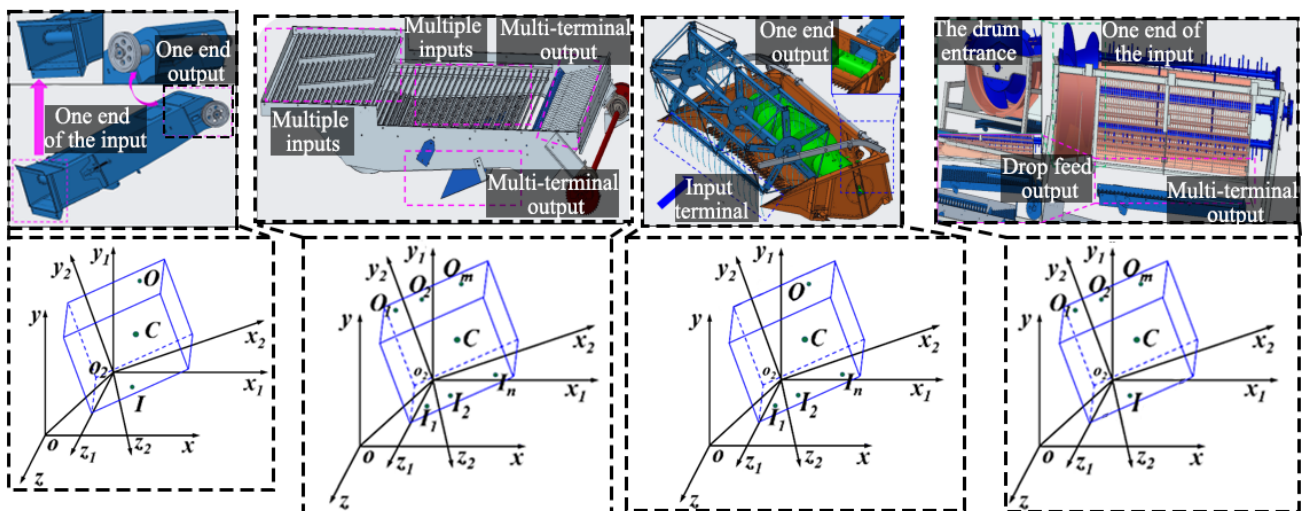 One end
output
One end
of the input
Multiple
inputs
Multi-terminal
output
Multiple
inputs
Multi-terminal
output
One end
output
Input
terminal
The drum
entrance
One end of
the input
Drop feed
output
Multi-terminal
output
y
y2
y1
O
C
x2
o2
x1
I
o
z1
z2
x
z
y
y2
y1
O1
O2
Om
C
x2
o2
In
x1
I1
I2
o
z1
z2
x
z
y
y2
y1
O
C
x2
o2
In
x1
I1
I2
o
z1
z2
x
z
y
y2
y1
O1
O2
Om
C
x2
o2
x1
I
o
z1
z2
x
z